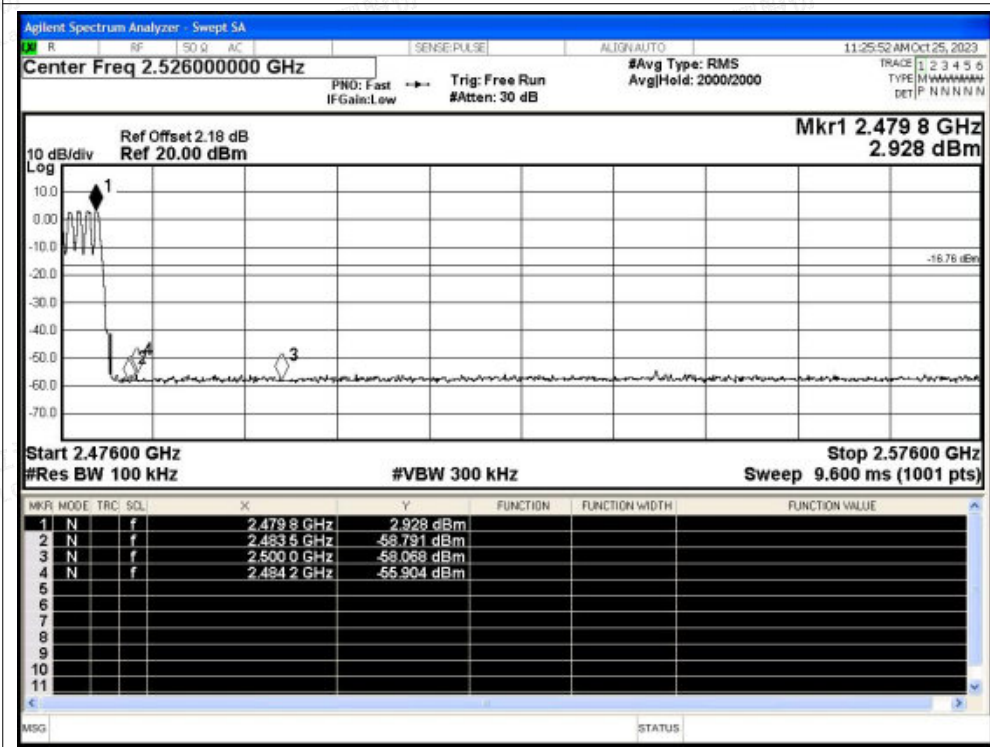 Agilent Spectrum Analyzer - Swept SA
R RF 50 Ω AC SENSE:PULSE ALIGN AUTO 11:25:52 AM Oct 25, 2023
Center Freq 2.526000000 GHz
PNO: Fast
IFGain:Low
Trig: Free Run
#Atten: 30 dB
#Avg Type: RMS
Avg|Hold: 2000/2000
TRACE 1 2 3 4 5 6
TYPE M
DET P N N N N N
Ref Offset 2.18 dB
10 dB/div Ref 20.00 dBm
Log
Mkr1 2.479 8 GHz
2.928 dBm
10.0
0.00
-10.0
-20.0
-30.0
-40.0
-50.0
-60.0
-70.0
1
2
4
3
-16.76 dBm
Start 2.47600 GHz Stop 2.57600 GHz
#Res BW 100 kHz #VBW 300 kHz Sweep 9.600 ms (1001 pts)
MKR MODE TRC SCL X Y FUNCTION FUNCTION WIDTH FUNCTION VALUE
1 N f 2.479 8 GHz 2.928 dBm
2 N f 2.483 5 GHz -58.791 dBm
3 N f 2.500 0 GHz -58.068 dBm
4 N f 2.484 2 GHz -55.904 dBm
5
6
7
8
9
10
11
MSG STATUS